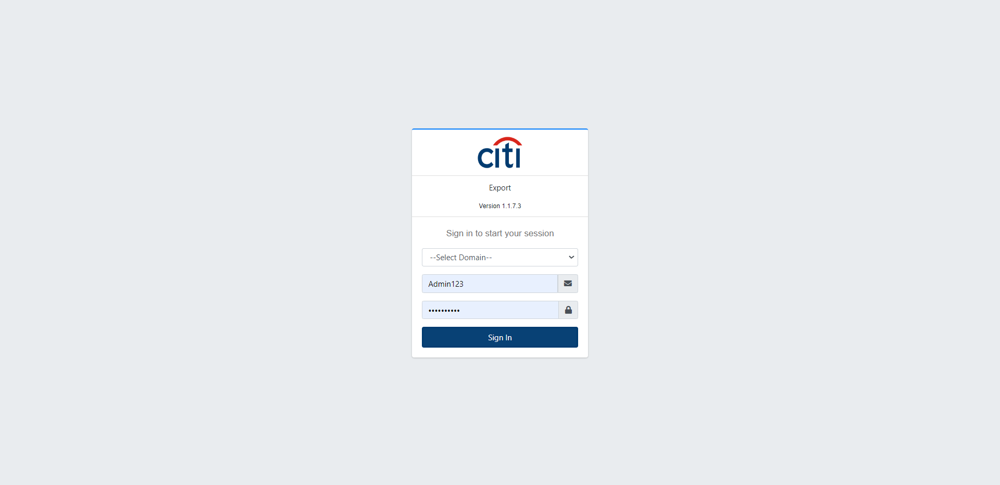 citi
Export
Version 1.1.7.3
Sign in to start your session
--Select Domain--
Admin123
••••••••••
Sign In